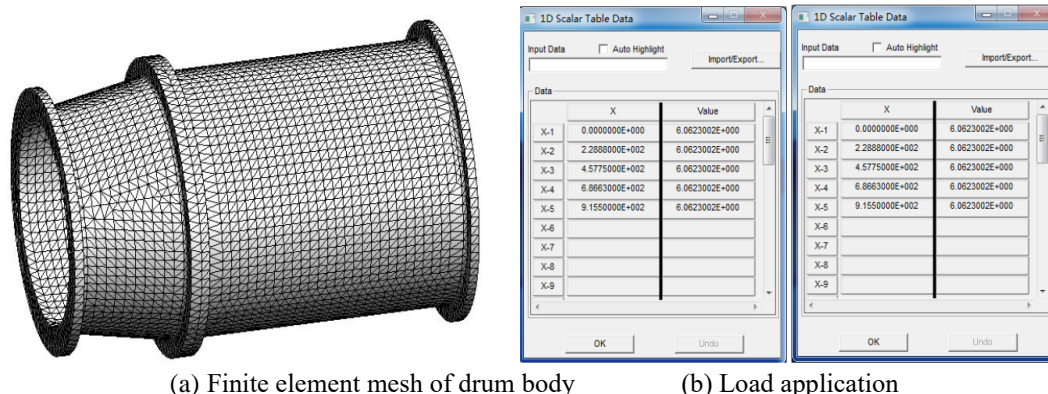 1D Scalar Table Data
Input Data
Auto Highlight
Import/Export...
Data
X Value
X-1 0.0000000E+000 6.0623002E+000
X-2 2.2888000E+002 6.0623002E+000
X-3 4.5775000E+002 6.0623002E+000
X-4 6.8663000E+002 6.0623002E+000
X-5 9.1550000E+002 6.0623002E+000
X-6
X-7
X-8
X-9
OK Undo
1D Scalar Table Data
Input Data
Auto Highlight
Import/Export...
Data
X Value
X-1 0.0000000E+000 6.0623002E+000
X-2 2.2888000E+002 6.0623002E+000
X-3 4.5775000E+002 6.0623002E+000
X-4 6.8663000E+002 6.0623002E+000
X-5 9.1550000E+002 6.0623002E+000
X-6
X-7
X-8
X-9
OK Undo
(a) Finite element mesh of drum body (b) Load application